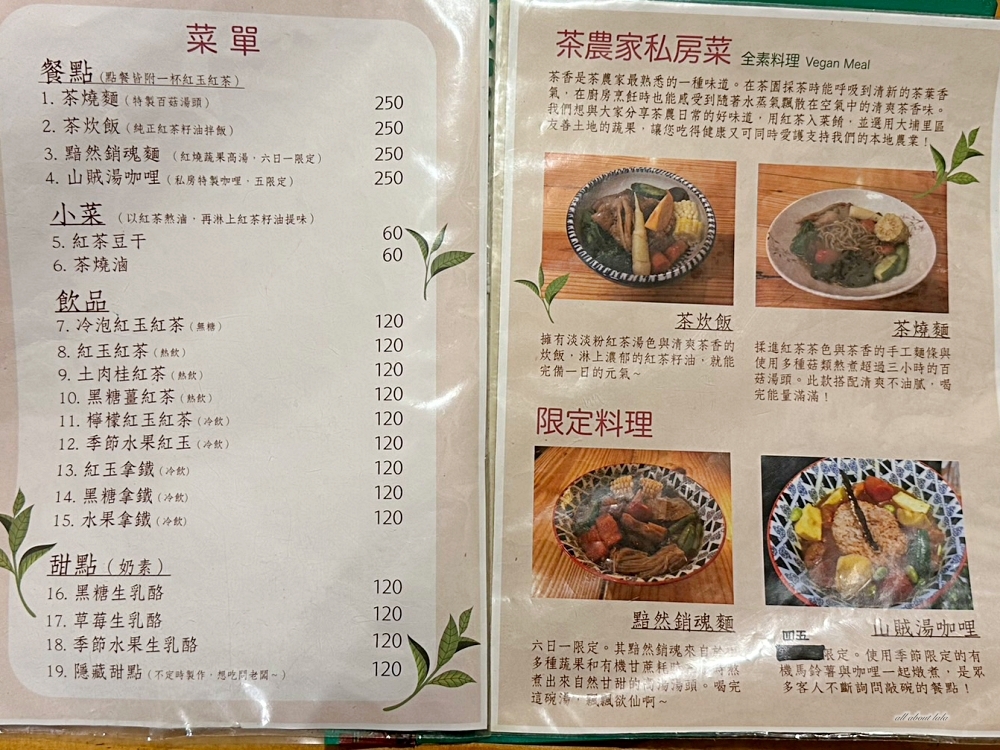 菜單
餐點（點餐皆附一杯紅玉紅茶）
1. 茶燒麵（特製百菇湯頭） 250
2. 茶炊飯（純正紅茶籽油拌飯） 250
3. 黯然銷魂麵（紅燒蔬果高湯，六日一限定） 250
4. 山賊湯咖哩（私房特製咖哩，五限定） 250
小菜（以紅茶熬滷，再淋上紅茶籽油提味）
5. 紅茶豆干 60
6. 茶燒滷 60
飲品
7. 冷泡紅玉紅茶（無糖） 120
8. 紅玉紅茶（熱飲） 120
9. 土肉桂紅茶（熱飲） 120
10. 黑糖薑紅茶（熱飲） 120
11. 檸檬紅玉紅茶（冷飲） 120
12. 季節水果紅玉（冷飲） 120
13. 紅玉拿鐵（冷飲） 120
14. 黑糖拿鐵（冷飲） 120
15. 水果拿鐵（冷飲） 120
甜點（奶素）
16. 黑糖生乳酪 120
17. 草莓生乳酪 120
18. 季節水果生乳酪 120
19. 隱藏甜點（不定時製作，想吃問老闆~） 120
茶農家私房菜 全素料理 Vegan Meal
茶香是茶農家最熟悉的一種味道。在茶園採茶時能呼吸到清新的茶葉香
氣，在廚房烹飪時也能感受到隨著水蒸氣飄散在空氣中的清爽茶香味。
我們想與大家分享茶農日常的好味道，用紅茶入菜餚，並選用大埔里區
友善土地的蔬果，讓您吃得健康又可同時愛護支持我們的本地農業！
茶炊飯
擁有淡淡粉紅茶湯色與清爽茶香的
炊飯，淋上濃郁的紅茶籽油，就能
完備一日的元氣~
茶燒麵
揉進紅茶茶色與茶香的手工麵條與
使用多種菇類熬煮超過三小時的百
菇湯頭。此款搭配清爽不油膩，喝
完能量滿滿！
限定料理
黯然銷魂麵
六日一限定。其黯然銷魂來自於用
多種蔬果和有機甘蔗耗時
煮出來自然甘甜的高湯湯頭。喝完
這碗湯，飄飄欲仙啊~
山賊湯咖哩
四五
限定。使用季節限定的有
機馬鈴薯與咖哩一起燉煮，是眾
多客人不斷詢問敲碗的餐點！
all about lulu